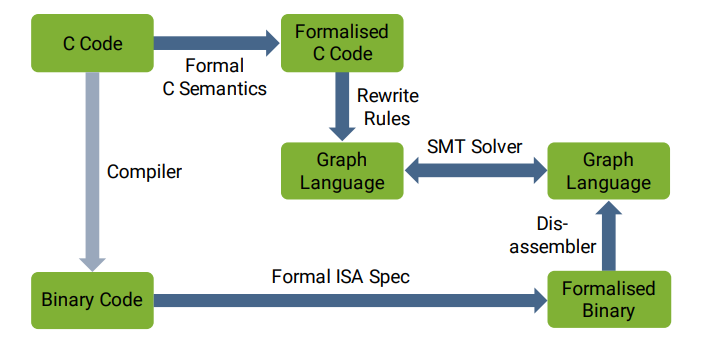 C Code
Formal
C Semantics
Formalised
C Code
Rewrite
Rules
Compiler
Graph
Language
SMT Solver
Graph
Language
Dis-
assembler
Binary Code
Formal ISA Spec
Formalised
Binary